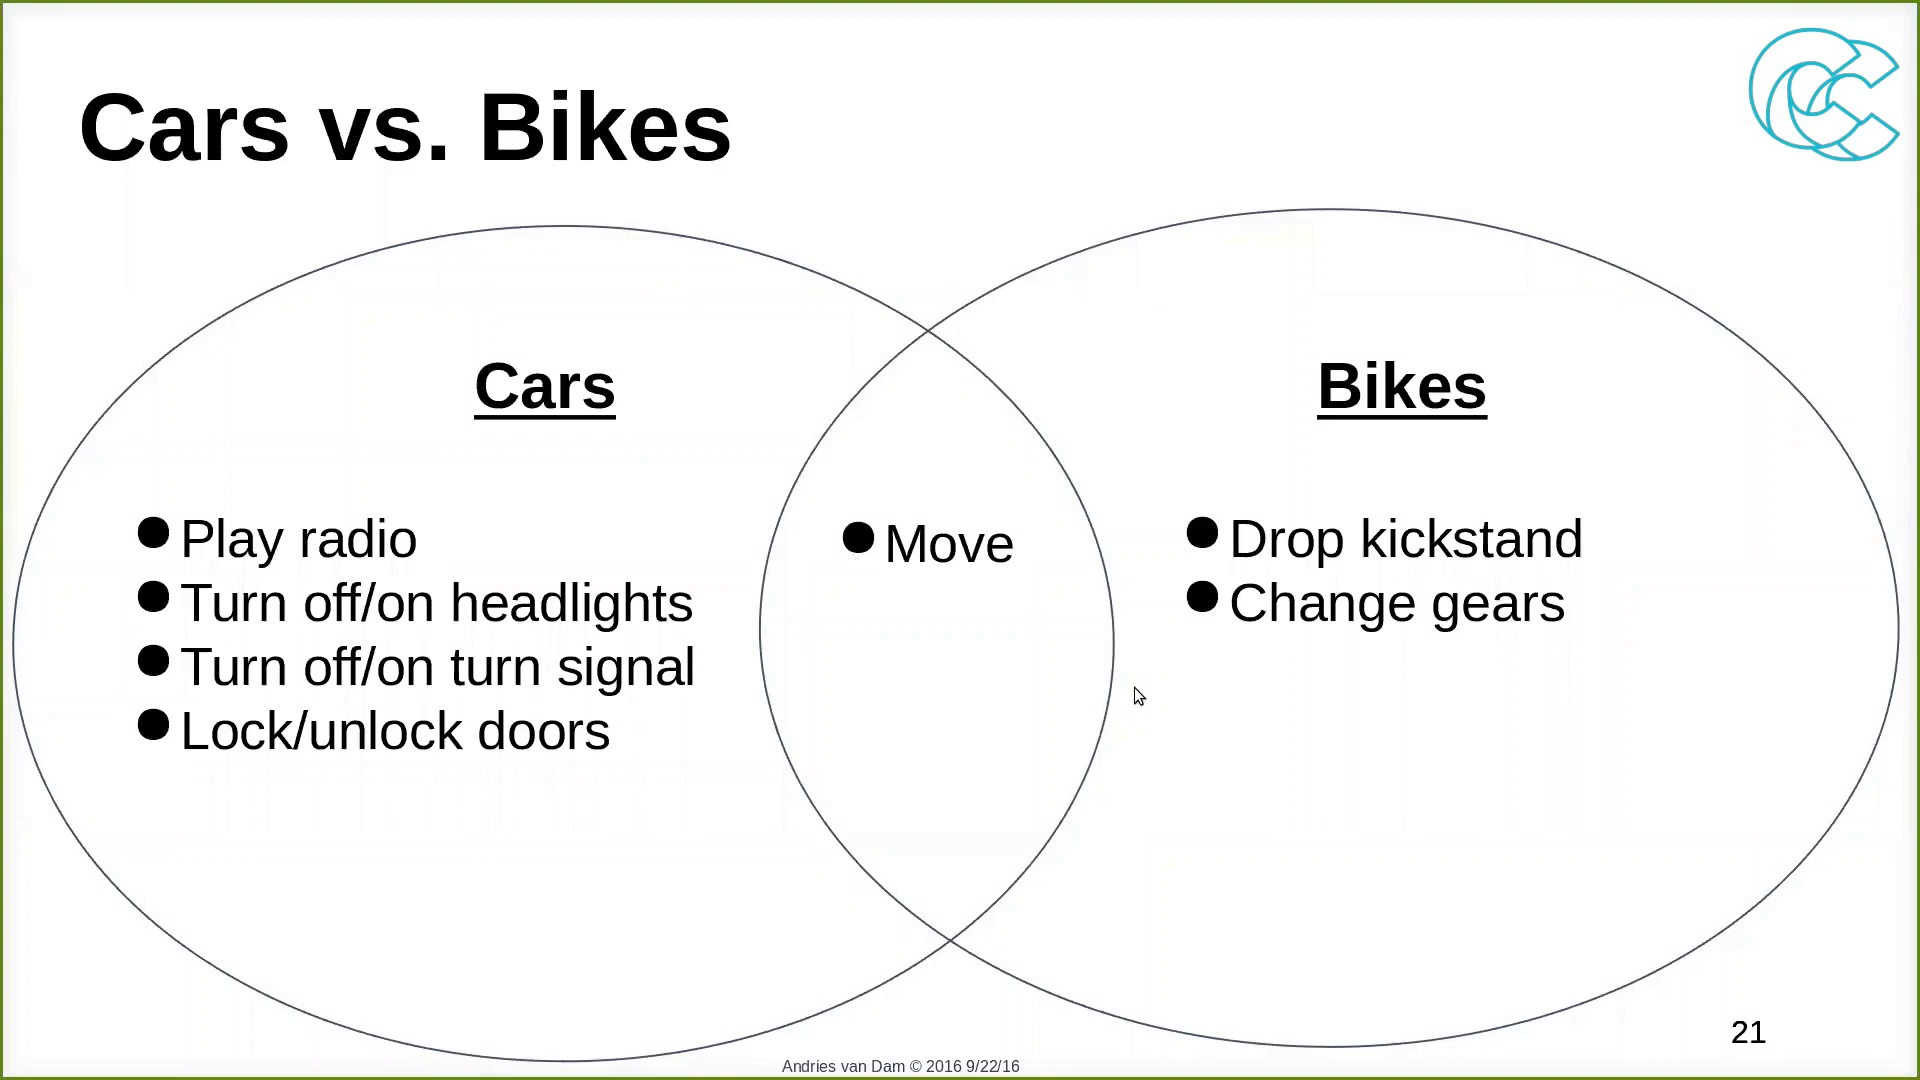 Cars vs. Bikes
Cars
Play radio
Turn off/on headlights
Turn off/on turn signal
Lock/unlock doors
Move
Bikes
Drop kickstand
Change gears
Andries van Dam © 2016 9/22/16
21